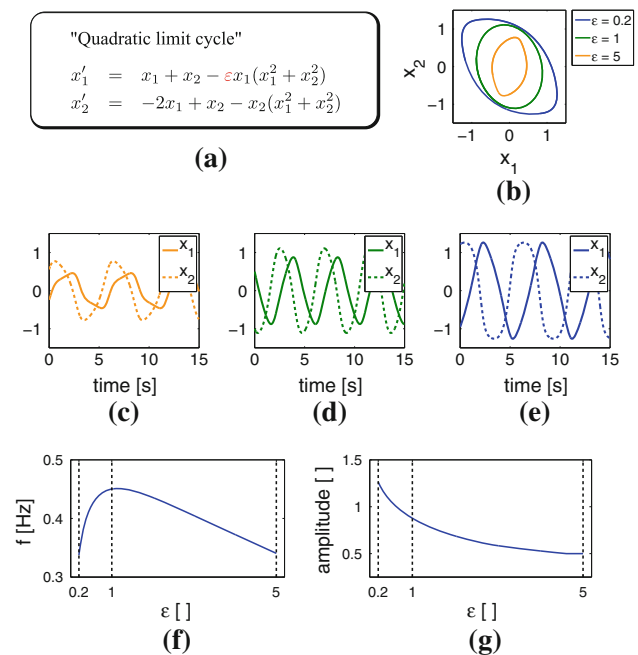 "Quadratic limit cycle"
x′₁ = x₁ + x₂ − εx₁(x₁² + x₂²)
x′₂ = −2x₁ + x₂ − x₂(x₁² + x₂²)
(a)
x₂
1
0
−1
−1 0 1
x₁
ε = 0.2
ε = 1
ε = 5
(b)
1
0
−1
0 5 10 15
time [s]
x₁
x₂
(c)
1
0
−1
0 5 10 15
time [s]
x₁
x₂
(d)
1
0
−1
0 5 10 15
time [s]
x₁
x₂
(e)
f [Hz]
0.5
0.4
0.3
0.2 1 5
ε [ ]
(f)
amplitude [ ]
1.5
1
0.5
0.2 1 5
ε [ ]
(g)